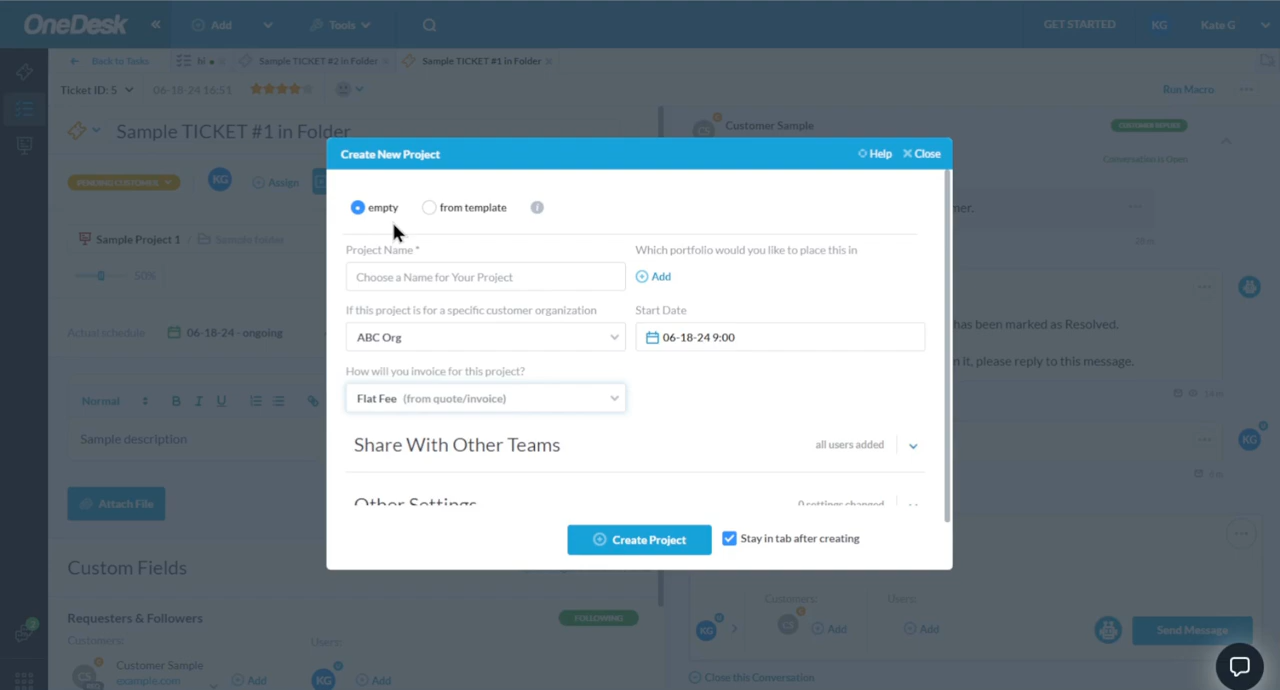 OneDesk « Add Tools GET STARTED KG Kate G
Back to Tasks hi Sample TICKET #2 in Folder Sample TICKET #1 in Folder
Ticket ID: 5 06-18-24 16:51 Run Macro
Sample TICKET #1 in Folder
Customer Sample
Conversation is Open
PENDING CUSTOMER KG Assign
Sample Project 1 / Sample folder
50%
Actual schedule 06-18-24 - ongoing
Normal B I U
Sample description
Attach File
Custom Fields
Requesters & Followers FOLLOWING
Customers: Users:
Customer Sample
example.com Add KG Add
Create New Project Help Close
empty from template
Project Name * Which portfolio would you like to place this in
Choose a Name for Your Project Add
If this project is for a specific customer organization Start Date
ABC Org 06-18-24 9:00
How will you invoice for this project?
Flat Fee (from quote/invoice)
Share With Other Teams all users added
Other Settings 0 settings changed
Create Project Stay in tab after creating
mer.
has been marked as Resolved.
n it, please reply to this message.
KG
Customers: Users:
KG CS Add Add Send Message
Close this Conversation